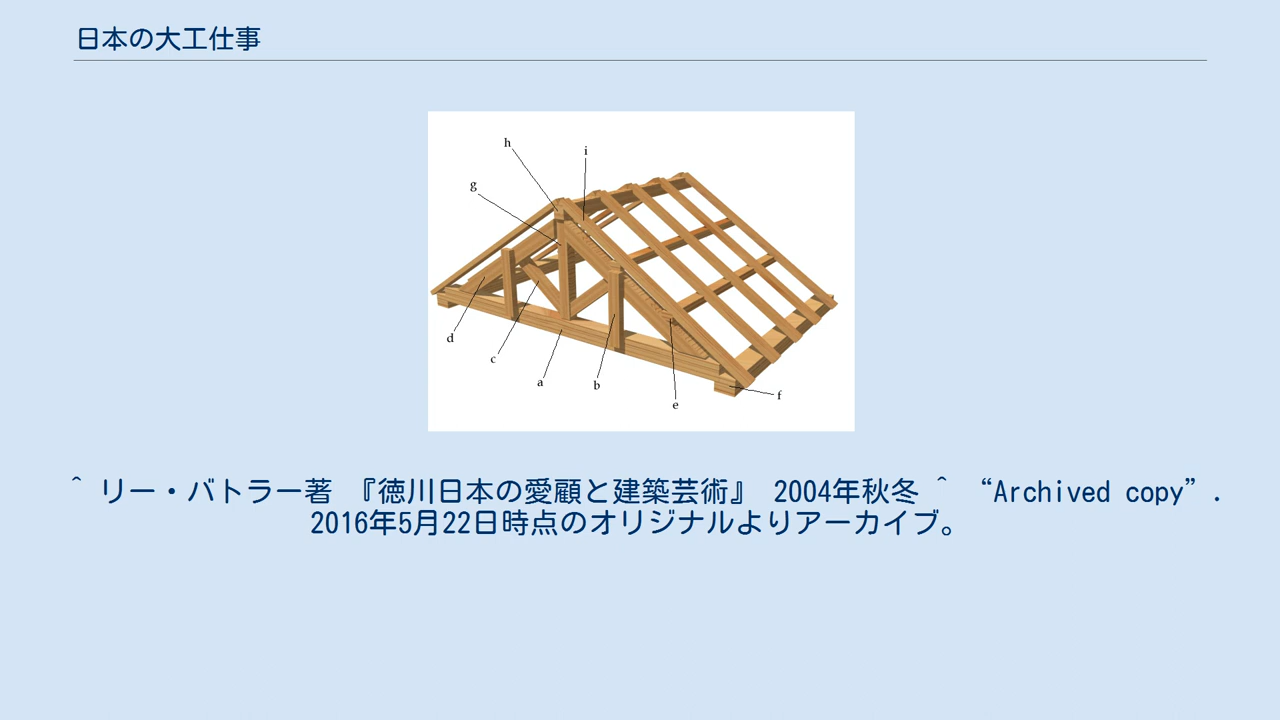 日本の大工仕事
h
i
g
d
c
a
b
e
f
^ リー・バトラー著 『徳川日本の愛顧と建築芸術』 2004年秋冬 ^ “Archived copy”.
2016年5月22日時点のオリジナルよりアーカイブ。